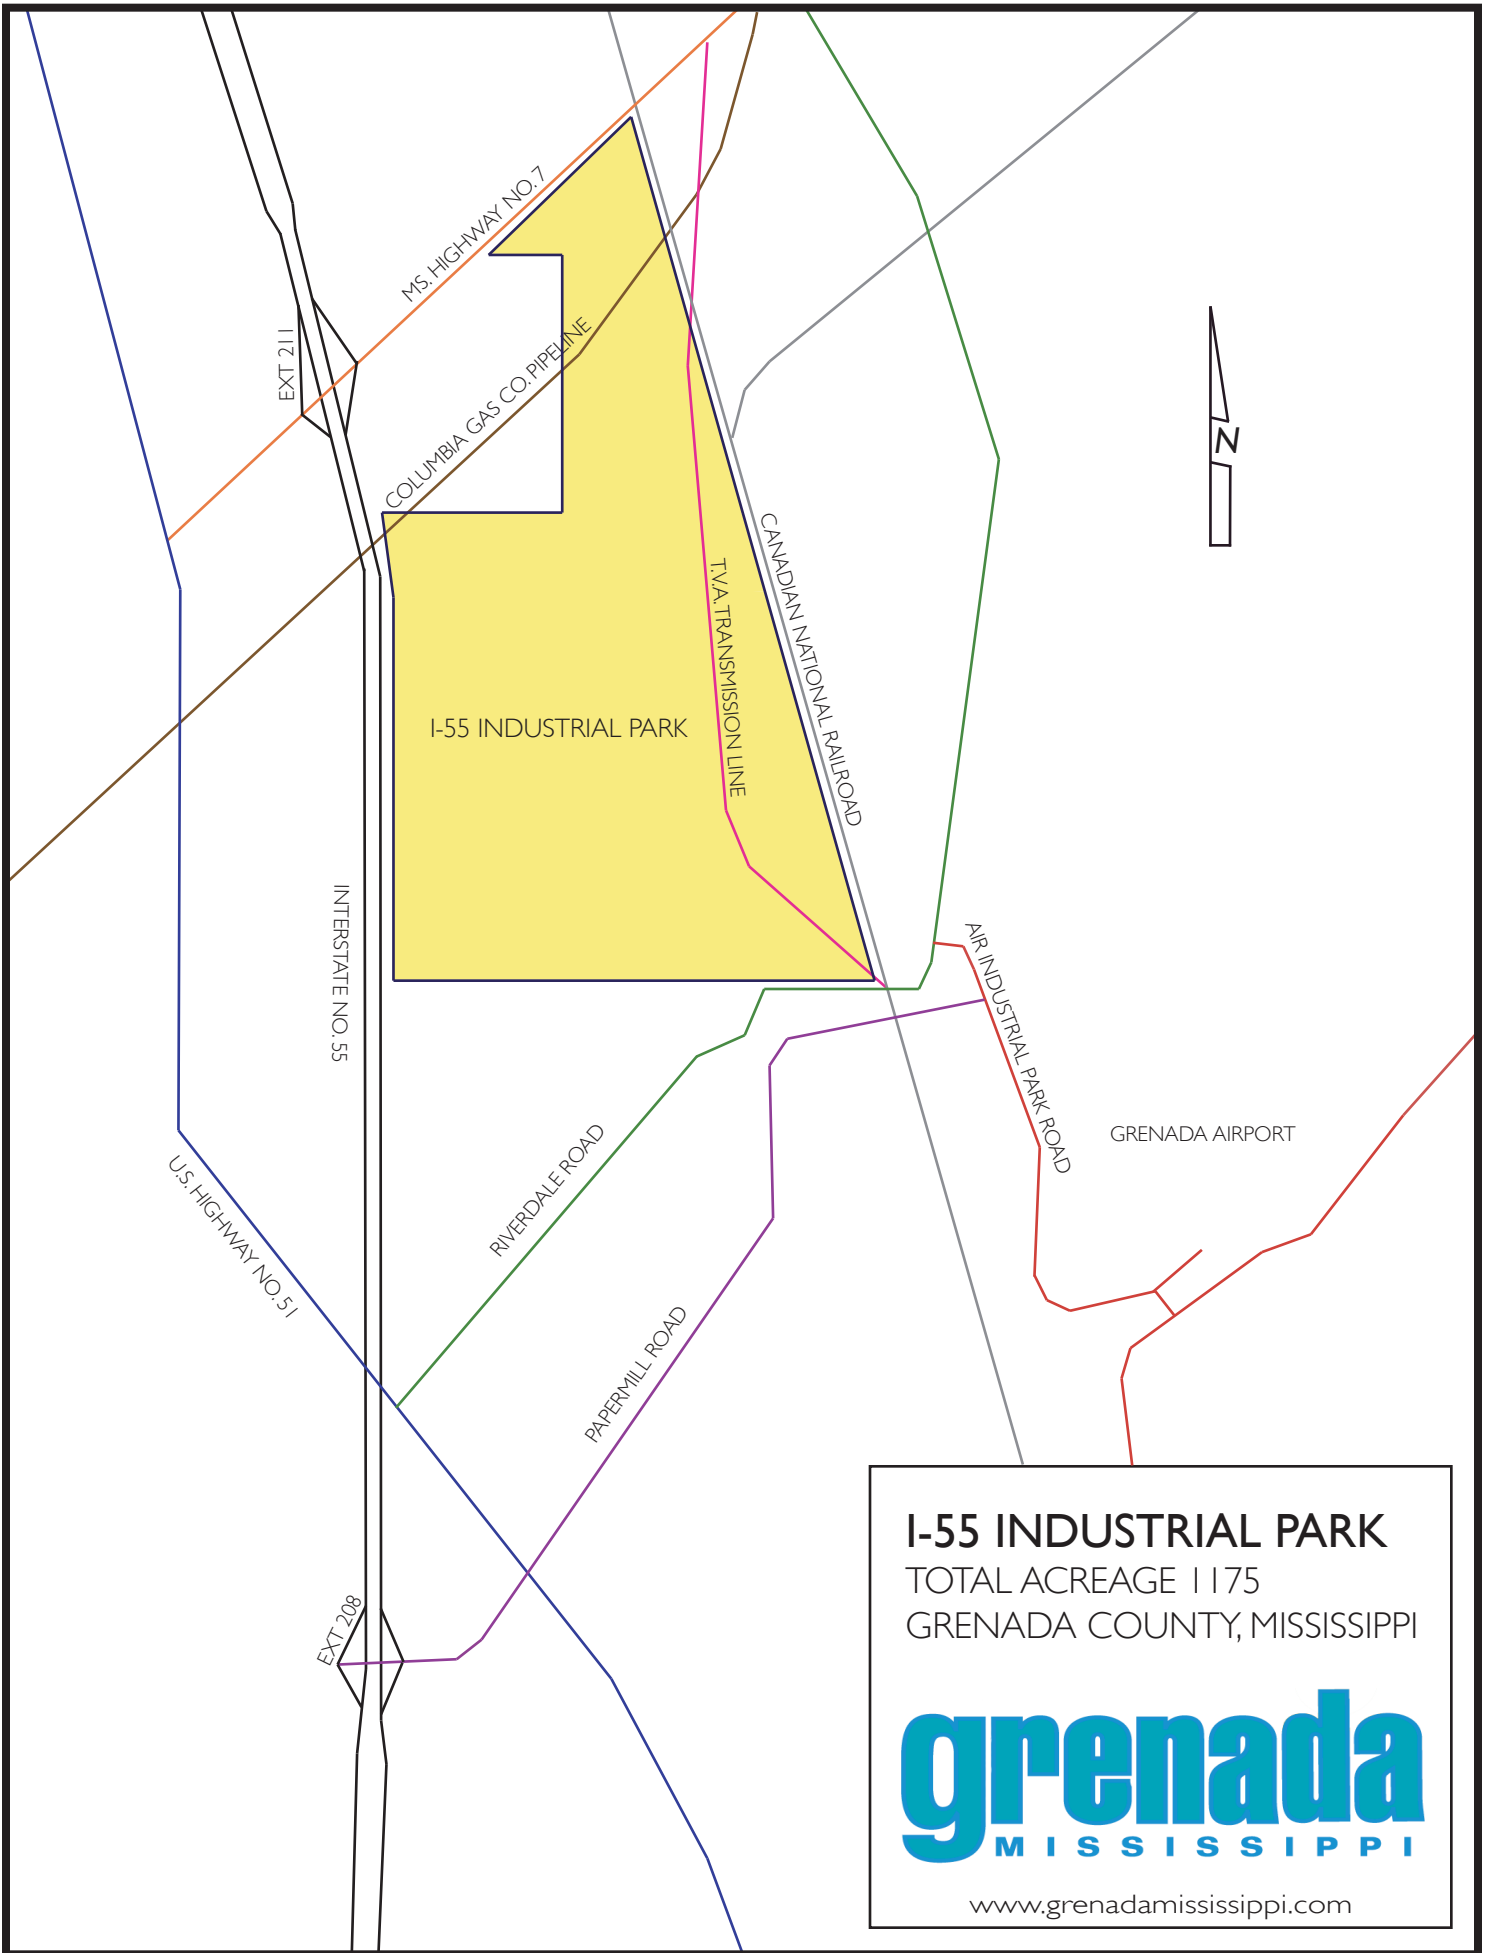 MS. HIGHWAY NO. 7
EXT 211
COLUMBIA GAS CO. PIPELINE
N
CANADIAN NATIONAL RAILROAD
T.V.A. TRANSMISSION LINE
I-55 INDUSTRIAL PARK
INTERSTATE NO. 55
AIR INDUSTRIAL PARK ROAD
GRENADA AIRPORT
RIVERDALE ROAD
U.S. HIGHWAY NO. 51
PAPERMILL ROAD
EXT 208
I-55 INDUSTRIAL PARK
TOTAL ACREAGE 1175
GRENADA COUNTY, MISSISSIPPI
grenada
MISSISSIPPI
www.grenadamississippi.com